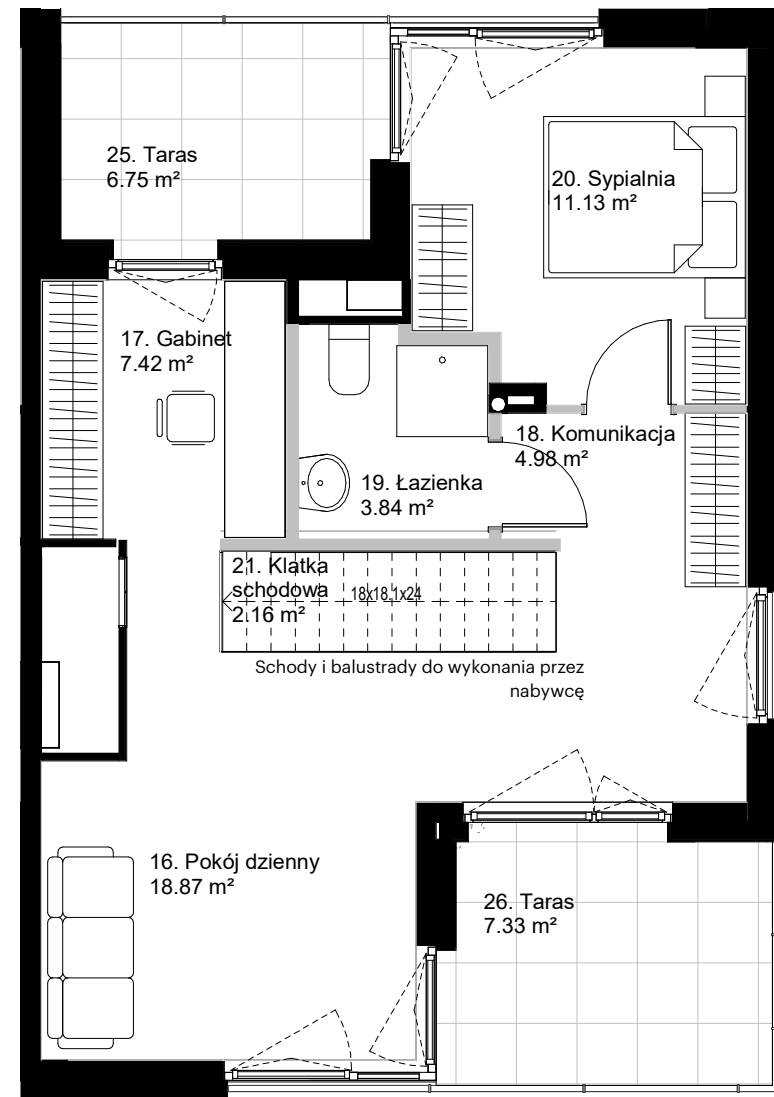 25. Taras
6.75 m²
20. Sypialnia
11.13 m²
17. Gabinet
7.42 m²
18. Komunikacja
4.98 m²
19. Łazienka
3.84 m²
21. Klatka
schodowa
2.16 m²
18x18.1x24
Schody i balustrady do wykonania przez
nabywcę
16. Pokój dzienny
18.87 m²
26. Taras
7.33 m²